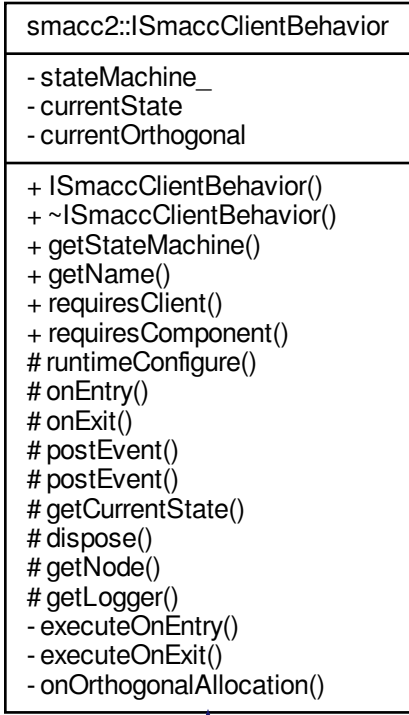 smacc2::ISmaccClientBehavior
- stateMachine_
- currentState
- currentOrthogonal
+ ISmaccClientBehavior()
+ ~ISmaccClientBehavior()
+ getStateMachine()
+ getName()
+ requiresClient()
+ requiresComponent()
# runtimeConfigure()
# onEntry()
# onExit()
# postEvent()
# postEvent()
# getCurrentState()
# dispose()
# getNode()
# getLogger()
- executeOnEntry()
- executeOnExit()
- onOrthogonalAllocation()